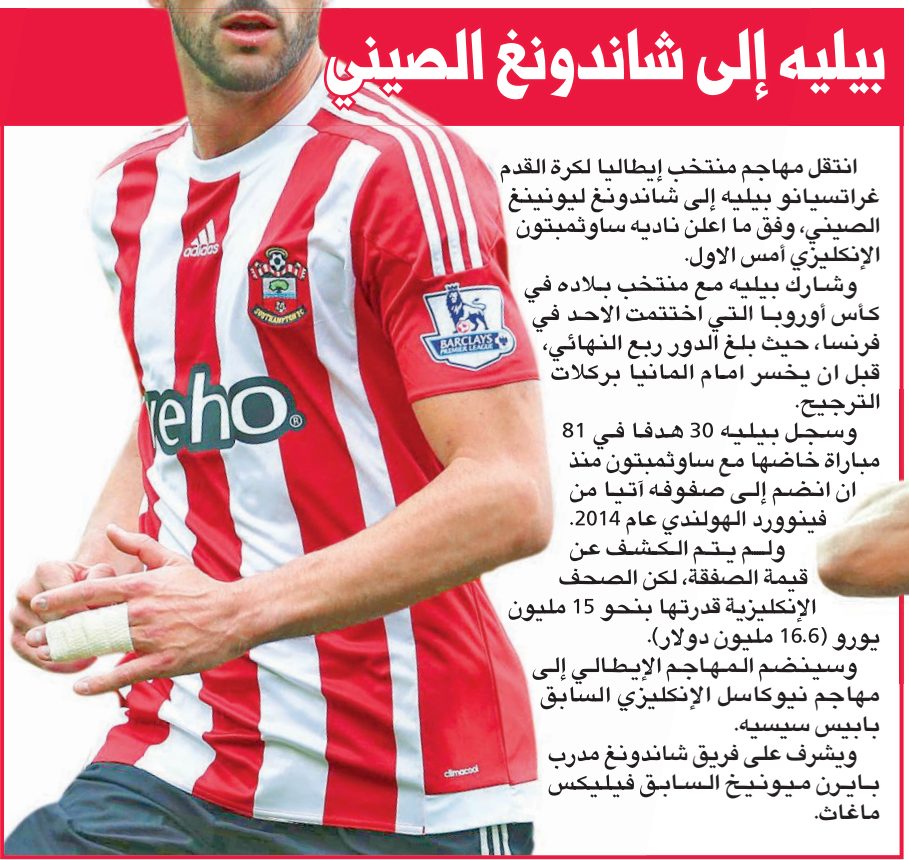 بيليه إلى شاندونغ الصيني
انتقل مهاجم منتخب إيطاليا لكرة القدم
غراتسيانو بيليه إلى شاندونغ ليونينغ
الصيني، وفق ما اعلن ناديه ساوثمبتون
الإنكليزي أمس الاول.
وشارك بيليه مع منتخب بلاده في
كأس أوروبا التي اختتمت الاحد في
فرنسا، حيث بلغ الدور ربع النهائي،
قبل ان يخسر امام المانيا بركلات
الترجيح.
وسجل بيليه 30 هدفا في 81
مباراة خاضها مع ساوثمبتون منذ
ان انضم إلى صفوفه آتيا من
فينوورد الهولندي عام 2014.
ولم يتم الكشف عن
قيمة الصفقة، لكن الصحف
الإنكليزية قدرتها بنحو 15 مليون
يورو (16.6 مليون دولار).
وسينضم المهاجم الإيطالي إلى
مهاجم نيوكاسل الإنكليزي السابق
بابيس سيسيه.
ويشرف على فريق شاندونغ مدرب
بايرن ميونيخ السابق فيليكس
ماغاث.
adidas
SOUTHAMPTON FC
BARCLAYS
PREMIER LEAGUE
veho®
climacool